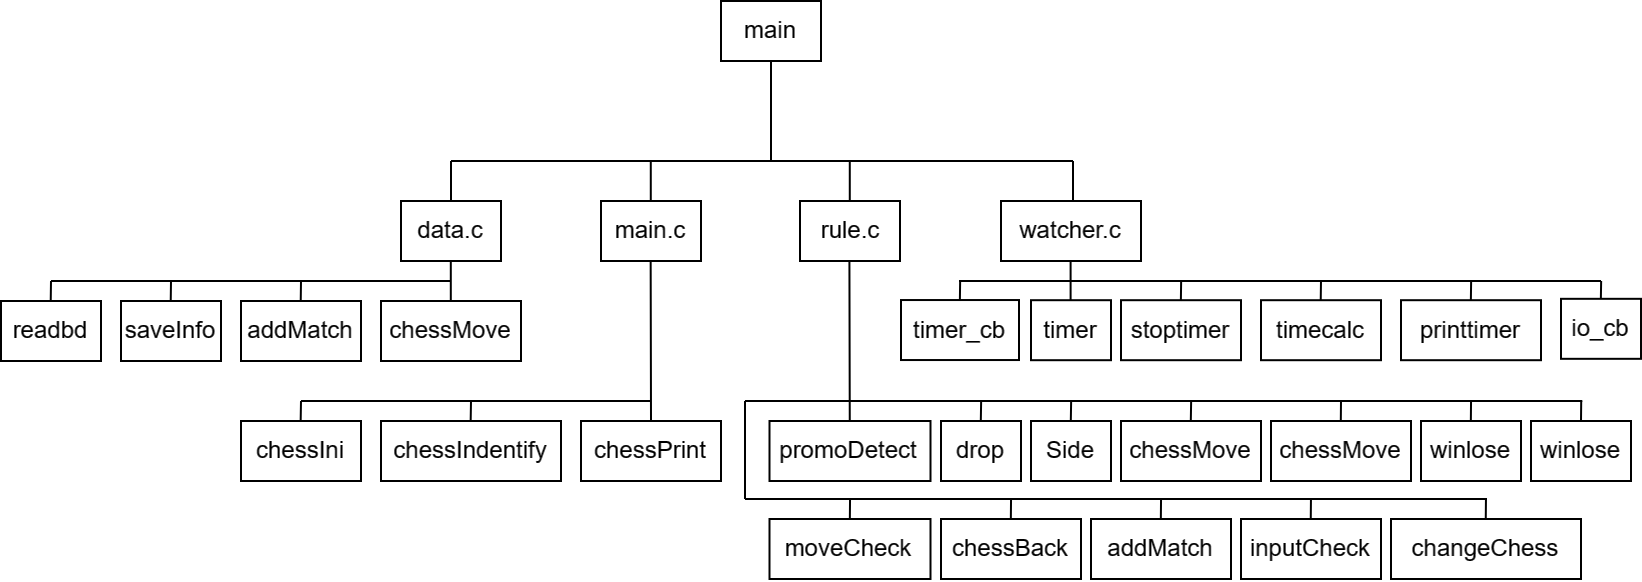 main
data.c
main.c
rule.c
watcher.c
readbd
saveInfo
addMatch
chessMove
timer_cb
timer
stoptimer
timecalc
printtimer
io_cb
chessIni
chessIndentify
chessPrint
promoDetect
drop
Side
chessMove
chessMove
winlose
winlose
moveCheck
chessBack
addMatch
inputCheck
changeChess